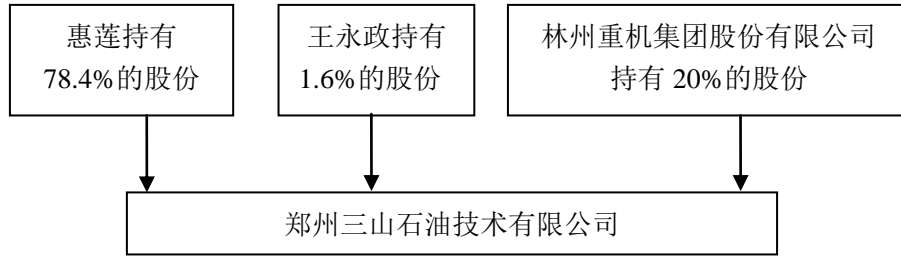 惠莲持有
78.4%的股份
王永政持有
1.6%的股份
林州重机集团股份有限公司
持有 20%的股份
郑州三山石油技术有限公司